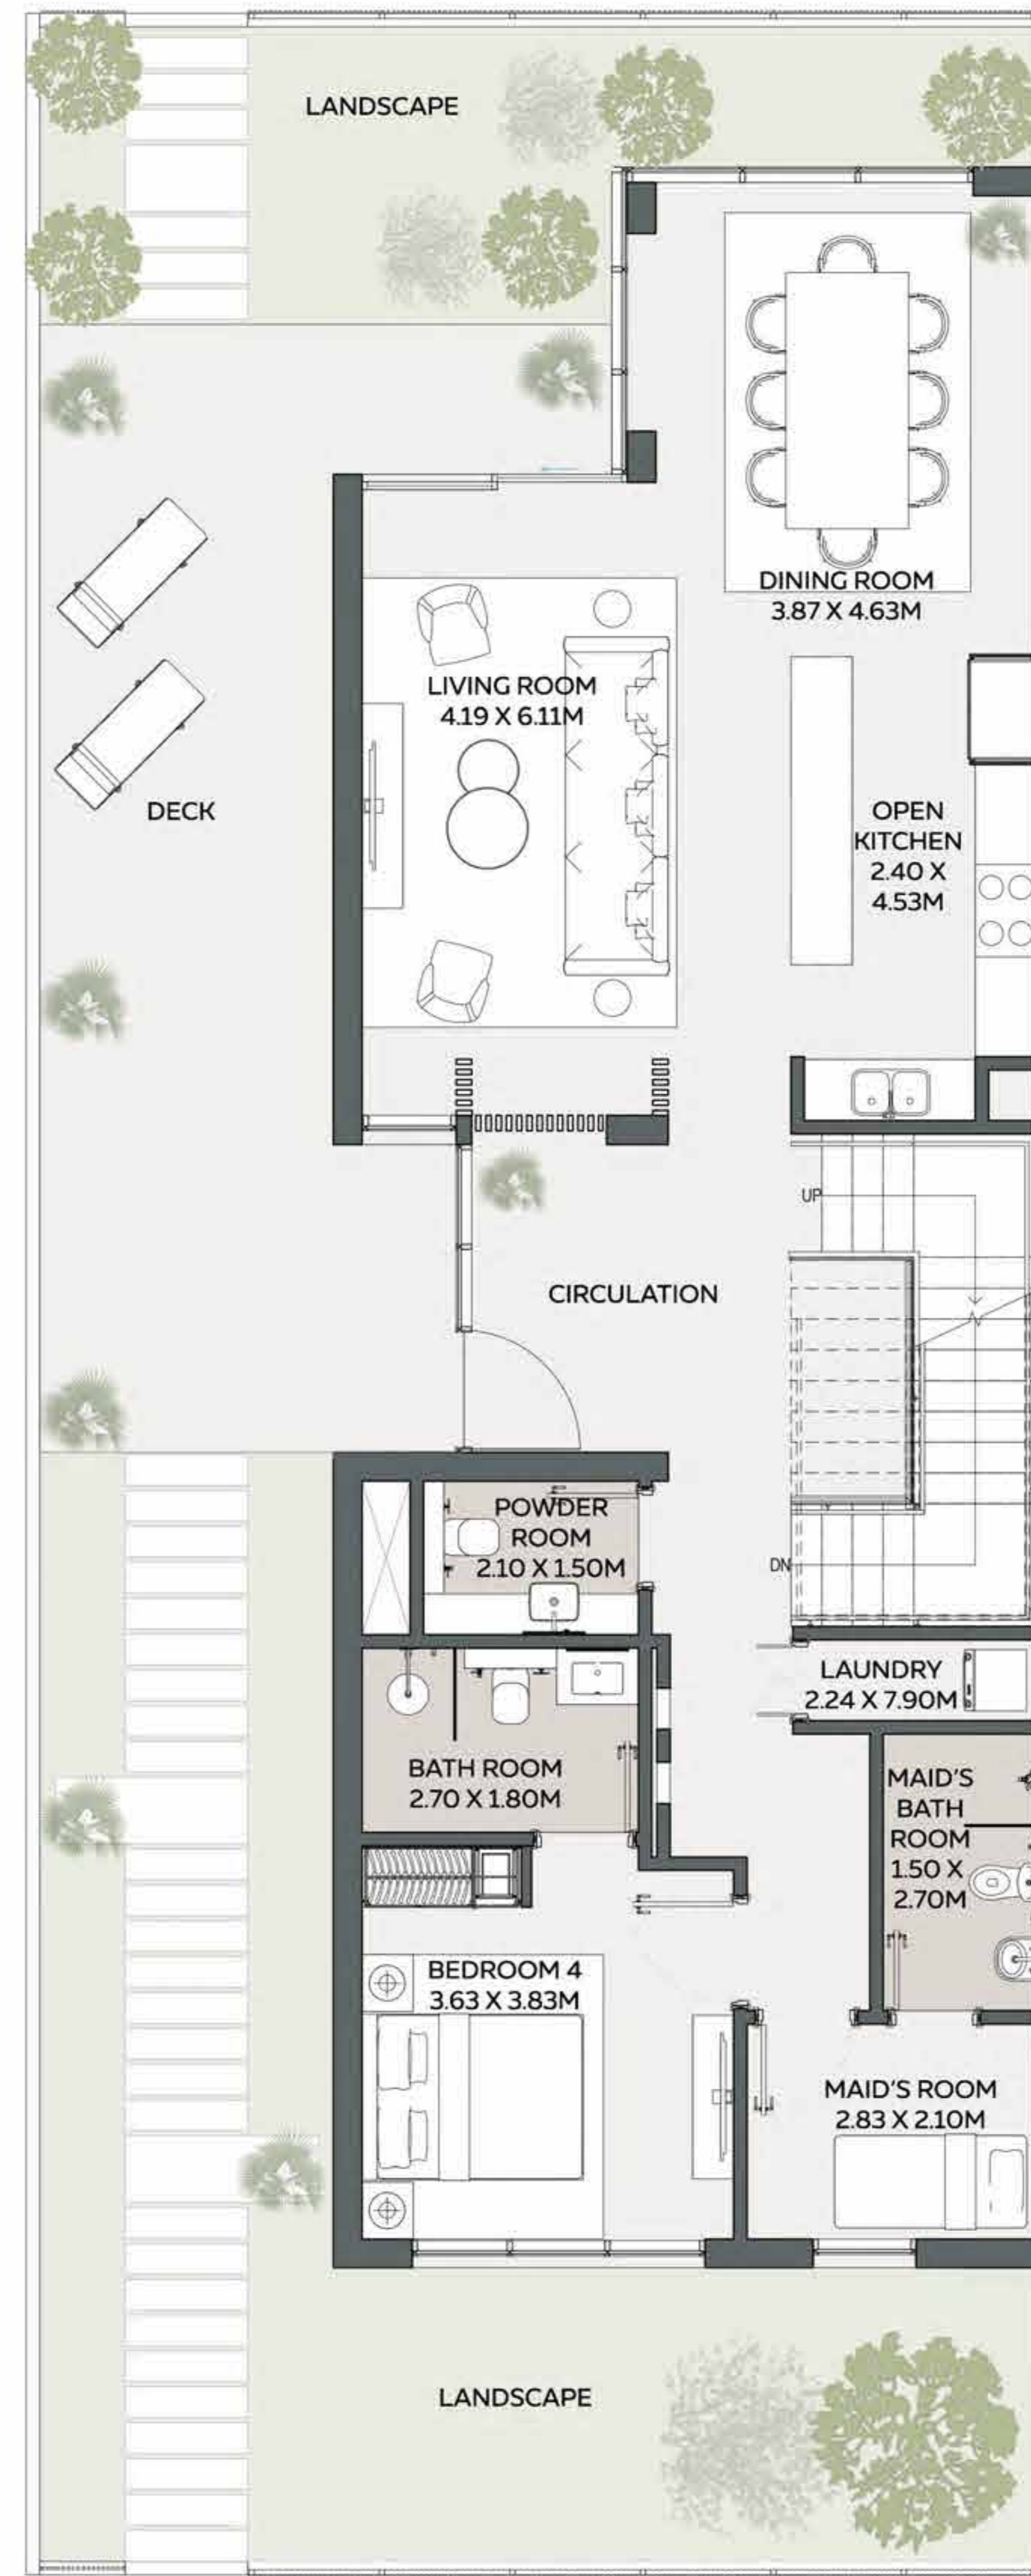 LANDSCAPE
DINING ROOM
3.87 X 4.63M
LIVING ROOM
4.19 X 6.11M
DECK
OPEN
KITCHEN
2.40 X
4.53M
UP
CIRCULATION
POWDER
ROOM
2.10 X 1.50M
DN
LAUNDRY
2.24 X 7.90M
BATH ROOM
2.70 X 1.80M
MAID'S
BATH
ROOM
1.50 X
2.70M
BEDROOM 4
3.63 X 3.83M
MAID'S ROOM
2.83 X 2.10M
LANDSCAPE